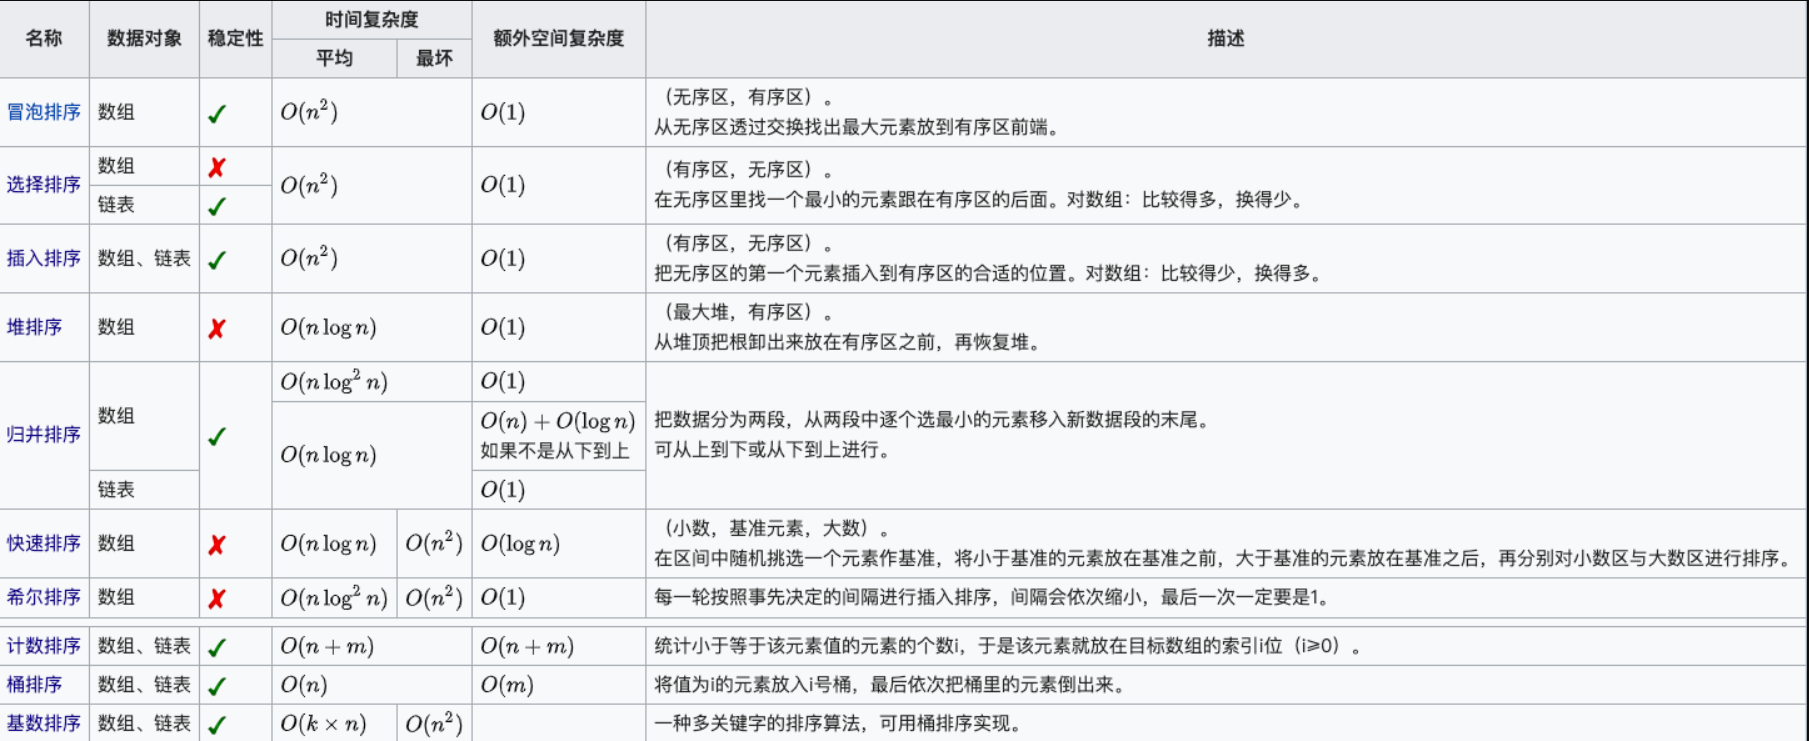 名称 数据对象 稳定性 时间复杂度 额外空间复杂度 描述
平均 最坏
冒泡排序 数组 ✓ O(n²) O(1) （无序区，有序区）。
从无序区透过交换找出最大元素放到有序区前端。
选择排序 数组 ✗ O(n²) O(1) （有序区，无序区）。
链表 ✓ 在无序区里找一个最小的元素跟在有序区的后面。对数组：比较得多，换得少。
插入排序 数组、链表 ✓ O(n²) O(1) （有序区，无序区）。
把无序区的第一个元素插入到有序区的合适的位置。对数组：比较得少，换得多。
堆排序 数组 ✗ O(n log n) O(1) （最大堆，有序区）。
从堆顶把根卸出来放在有序区之前，再恢复堆。
归并排序 数组 ✓ O(n log² n) O(1)
O(n log n) O(n) + O(log n) 把数据分为两段，从两段中逐个选最小的元素移入新数据段的末尾。
如果不是从下到上 可从上到下或从下到上进行。
链表 O(1)
快速排序 数组 ✗ O(n log n) O(n²) O(log n) （小数，基准元素，大数）。
在区间中随机挑选一个元素作基准，将小于基准的元素放在基准之前，大于基准的元素放在基准之后，再分别对小数区与大数区进行排序。
希尔排序 数组 ✗ O(n log² n) O(n²) O(1) 每一轮按照事先决定的间隔进行插入排序，间隔会依次缩小，最后一次一定要是1。
计数排序 数组、链表 ✓ O(n + m) O(n + m) 统计小于等于该元素值的元素的个数i，于是该元素就放在目标数组的索引i位（i⩾0）。
桶排序 数组、链表 ✓ O(n) O(m) 将值为i的元素放入i号桶，最后依次把桶里的元素倒出来。
基数排序 数组、链表 ✓ O(k × n) O(n²) 一种多关键字的排序算法，可用桶排序实现。